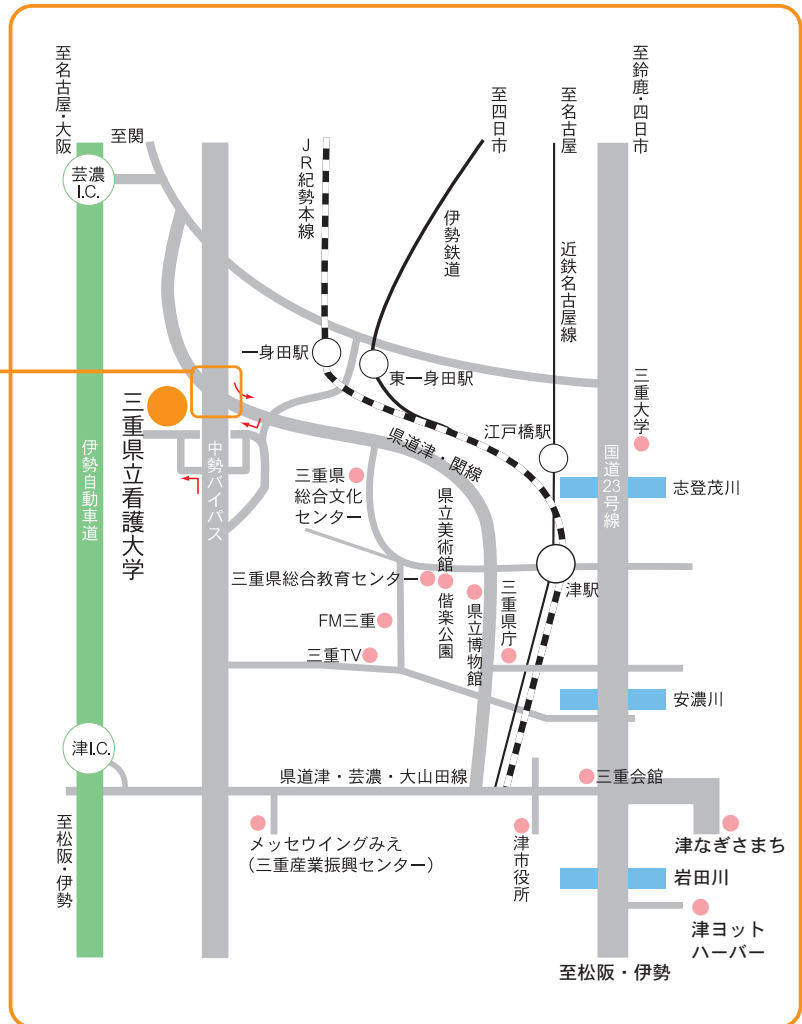 至名古屋・大阪
至関
至四日市
至名古屋
至鈴鹿・四日市
芸濃
I.C.
JR紀勢本線
伊勢鉄道
近鉄名古屋線
一身田駅
東一身田駅
三重大学
江戸橋駅
三重県立看護大学
伊勢自動車道
中勢バイパス
県道津・関線
国道23号線
志登茂川
三重県
総合文化
センター
県立美術館
三重県総合教育センター
偕楽公園
県立博物館
三重県庁
津駅
FM三重
三重TV
安濃川
津I.C.
県道津・芸濃・大山田線
三重会館
至松阪・伊勢
メッセウイングみえ
(三重産業振興センター)
津市役所
津なぎさまち
岩田川
津ヨット
ハーバー
至松阪・伊勢